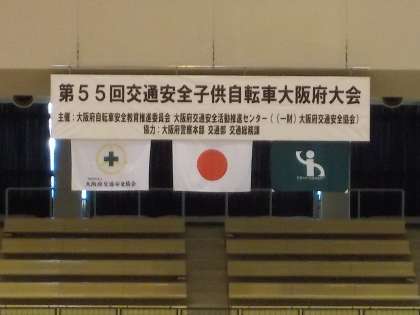 第55回交通安全子供自転車大阪府大会
主催：大阪府自転車安全教育推進委員会 大阪府交通安全活動推進センター（（一財）大阪府交通安全協会）
協力：大阪府警察本部 交通部 交通総務課
大阪府交通安全協会